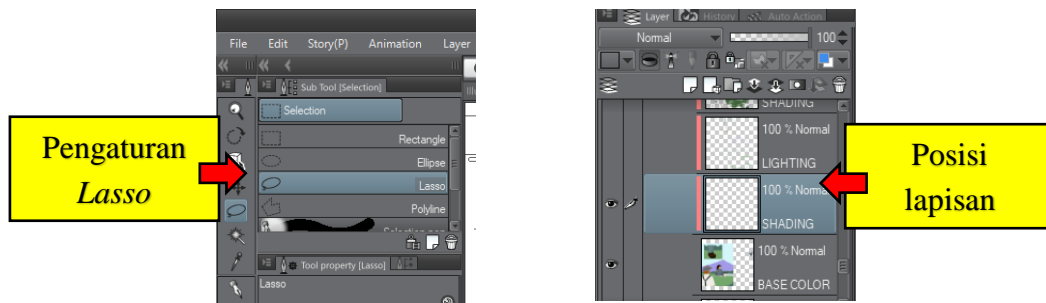 Pengaturan
Lasso
File Edit Story(P) Animation Layer
Sub Tool [Selection]
Selection
Rectangle
Ellipse
Lasso
Polyline
Tool property [Lasso]
Lasso
Layer History Auto Action
Normal 100
SHADING
100 % Normal
LIGHTING
100 % Normal
SHADING
100 % Normal
BASE COLOR
Posisi
lapisan